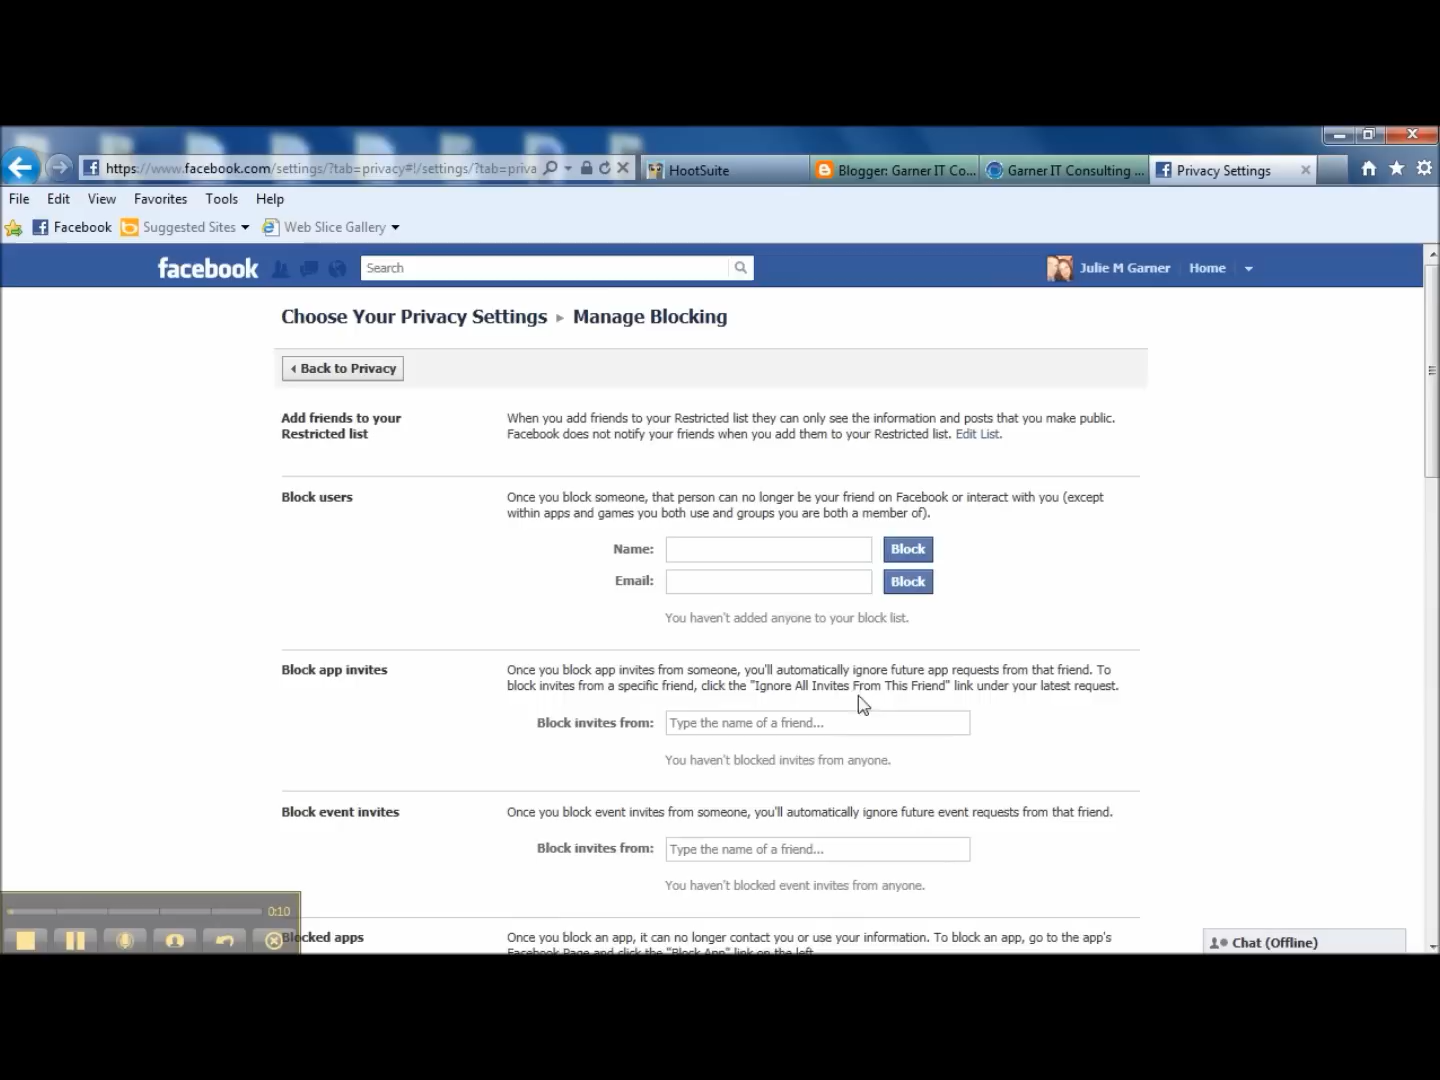 https://www.facebook.com/settings/?tab=privacy#!/settings/?tab=priva
HootSuite
Blogger: Garner IT Co...
Garner IT Consulting ...
Privacy Settings
File Edit View Favorites Tools Help
Facebook Suggested Sites Web Slice Gallery
facebook Search Julie M Garner Home
Choose Your Privacy Settings Manage Blocking
Back to Privacy
Add friends to your
Restricted list
When you add friends to your Restricted list they can only see the information and posts that you make public.
Facebook does not notify your friends when you add them to your Restricted list. Edit List.
Block users
Once you block someone, that person can no longer be your friend on Facebook or interact with you (except
within apps and games you both use and groups you are both a member of).
Name: Block
Email: Block
You haven't added anyone to your block list.
Block app invites
Once you block app invites from someone, you'll automatically ignore future app requests from that friend. To
block invites from a specific friend, click the "Ignore All Invites From This Friend" link under your latest request.
Block invites from: Type the name of a friend...
You haven't blocked invites from anyone.
Block event invites
Once you block event invites from someone, you'll automatically ignore future event requests from that friend.
Block invites from: Type the name of a friend...
You haven't blocked event invites from anyone.
0:10
Blocked apps
Once you block an app, it can no longer contact you or use your information. To block an app, go to the app's
Facebook Page and click the "Block App" link on the left.
Chat (Offline)